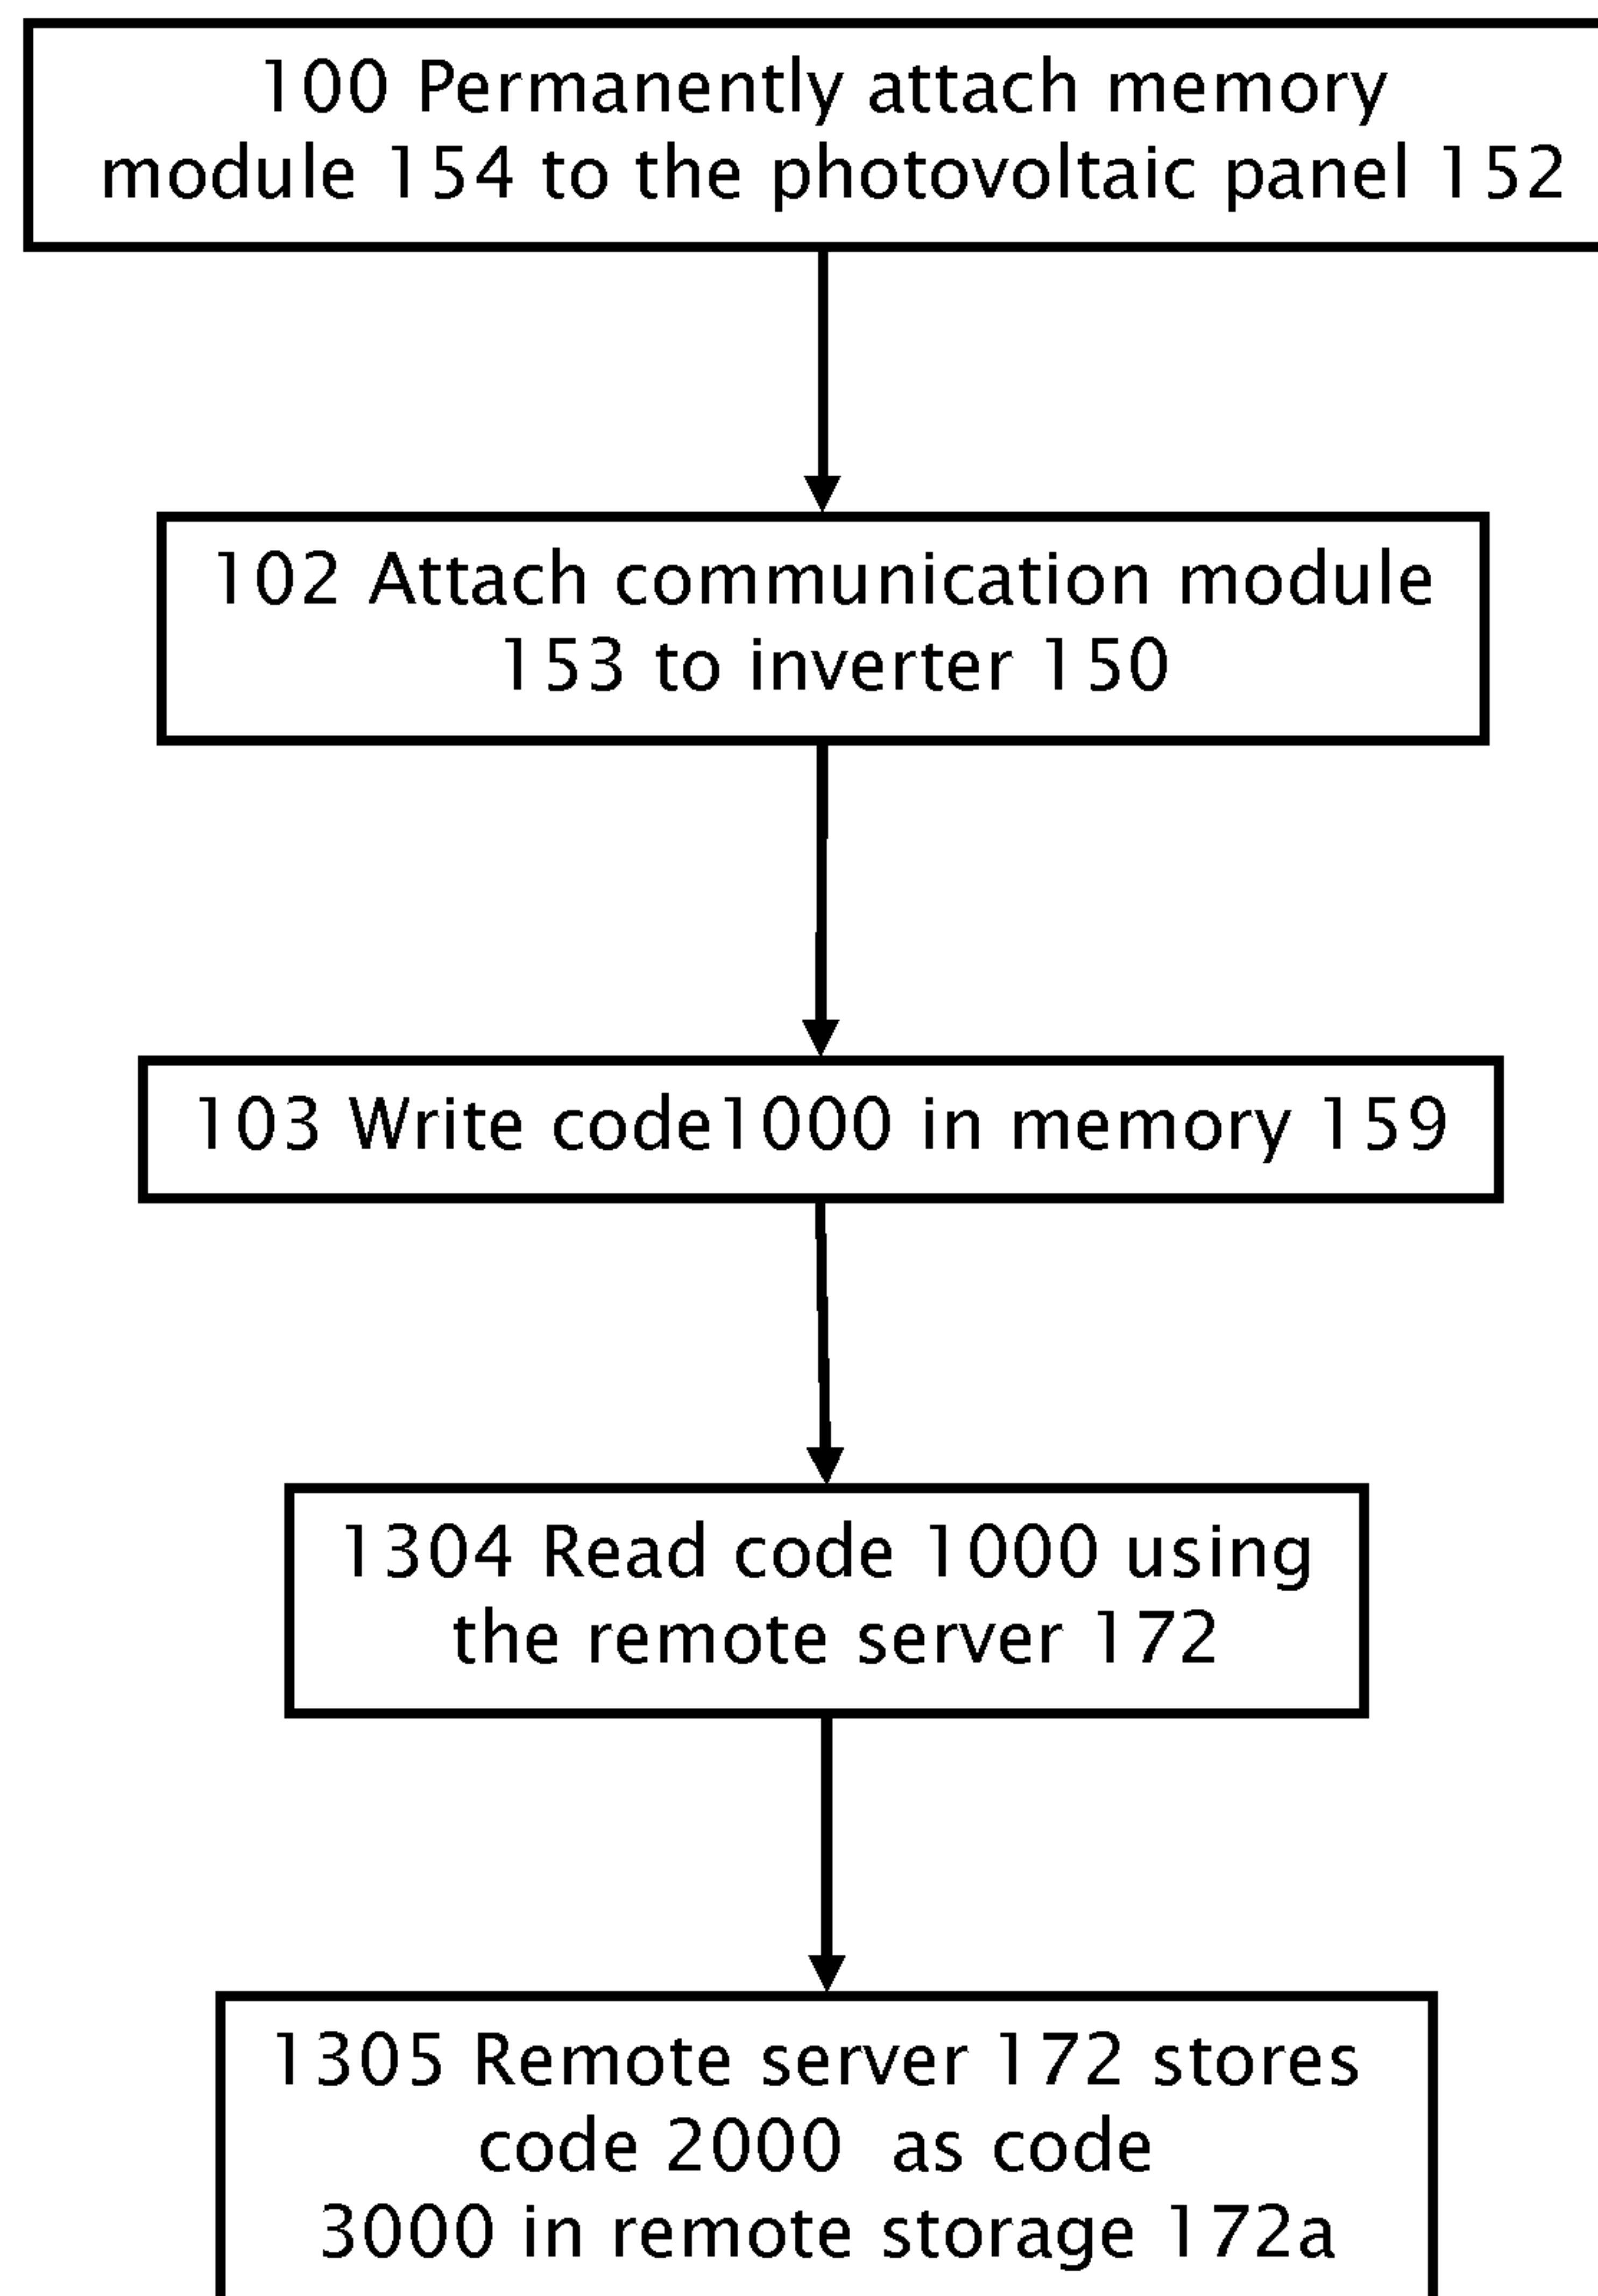 100 Permanently attach memory
module 154 to the photovoltaic panel 152
102 Attach communication module
153 to inverter 150
103 Write code1000 in memory 159
1304 Read code 1000 using
the remote server 172
1305 Remote server 172 stores
code 2000 as code
3000 in remote storage 172a